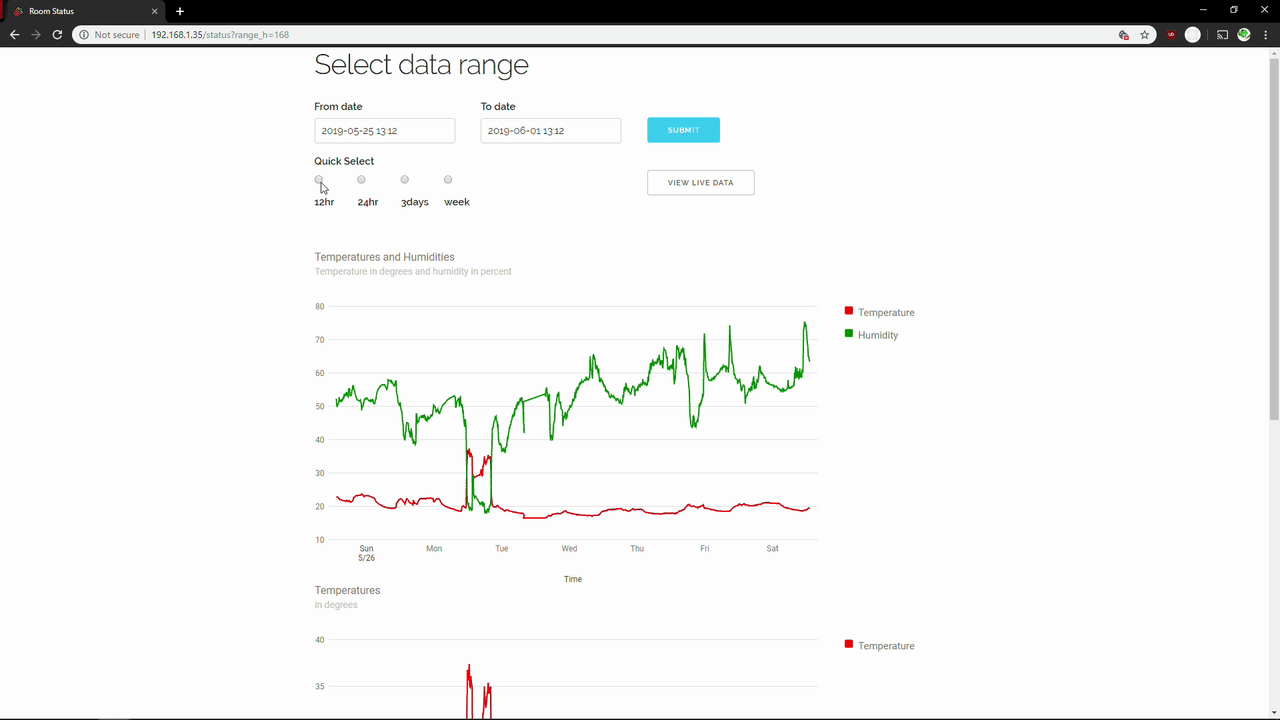 Room Status
Not secure | 192.168.1.35/status?range_h=168
Select data range
From date To date
2019-05-25 13:12 2019-06-01 13:12 SUBMIT
Quick Select
VIEW LIVE DATA
12hr 24hr 3days week
Temperatures and Humidities
Temperature in degrees and humidity in percent
80
Temperature
70
Humidity
60
50
40
30
20
10
Sun Mon Tue Wed Thu Fri Sat
5/26
Time
Temperatures
in degrees
40
Temperature
35